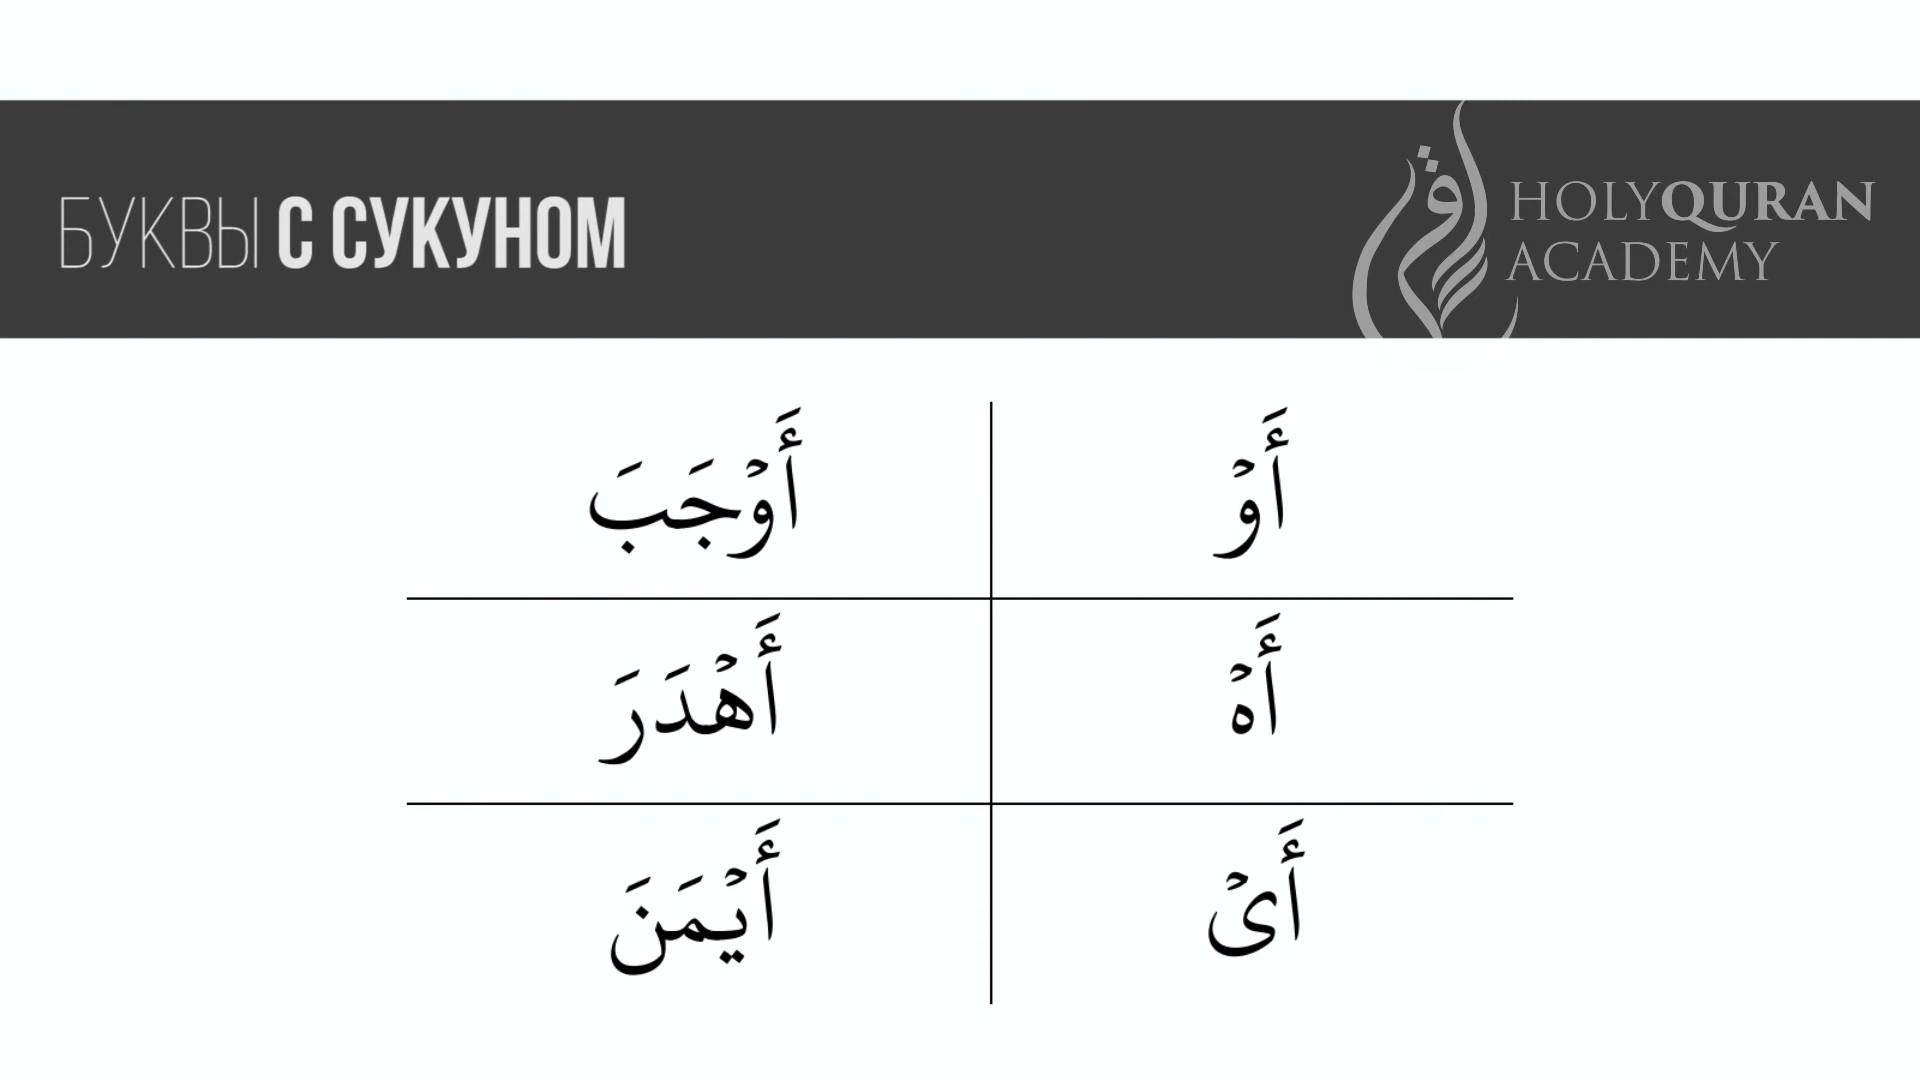 БУКВЫ С СУКУНОМ
HOLYQURAN
ACADEMY
أَوۡ أَوۡجَبَ
أَهۡ أَهۡدَرَ
أَىۡ أَيۡمَنَ